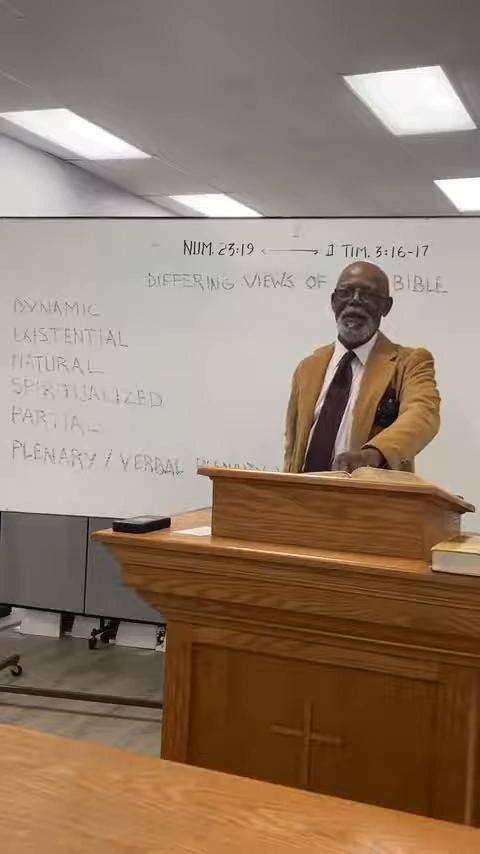 NUM. 23:19 ⟷ II TIM. 3:16-17
DIFFERING VIEWS OF BIBLE
DYNAMIC
EXISTENTIAL
NATURAL
SPIRITUALIZED
PARTIAL
PLENARY / VERBAL PLENARY